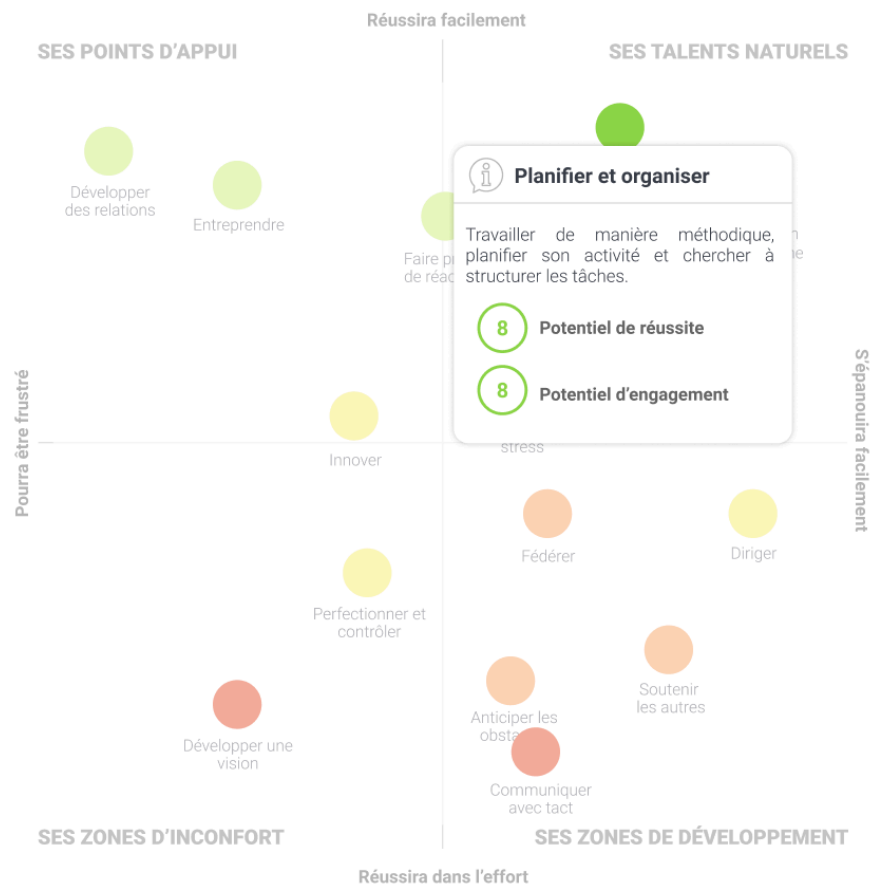 Réussira facilement
SES POINTS D'APPUI
SES TALENTS NATURELS
Développer
des relations
Entreprendre
Faire
de
Planifier et organiser
Travailler de manière méthodique,
planifier son activité et chercher à
structurer les tâches.
8 Potentiel de réussite
8 Potentiel d'engagement
stress
Pourra être frustré
S'épanouira facilement
Innover
Fédérer
Diriger
Perfectionner et
contrôler
Soutenir
les autres
Anticiper les
Développer une
vision
Communiquer
avec tact
SES ZONES D'INCONFORT
SES ZONES DE DÉVELOPPEMENT
Réussira dans l'effort